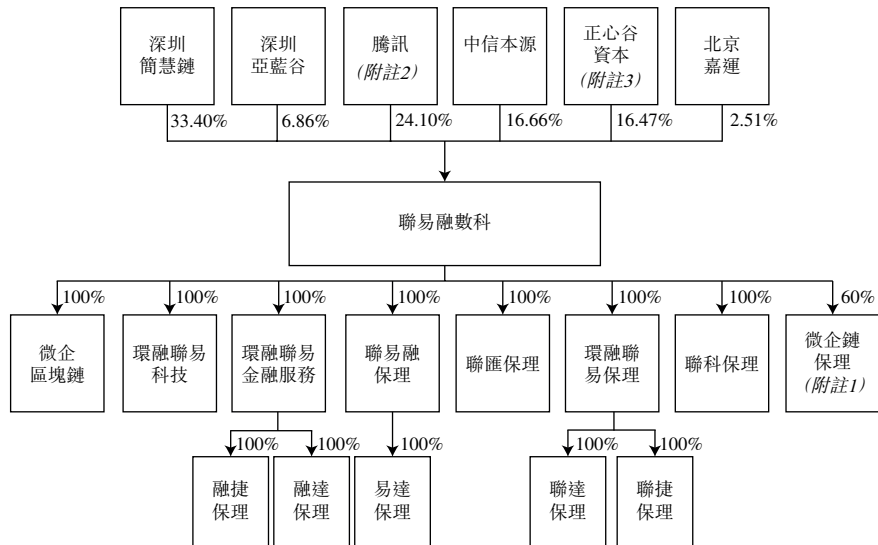 深圳
簡慧鏈
深圳
亞藍谷
騰訊
(附註2)
中信本源
正心谷
資本
(附註3)
北京
嘉運
33.40%
6.86%
24.10%
16.66%
16.47%
2.51%
聯易融數科
100%
100%
100%
100%
100%
100%
100%
60%
微企
區塊鏈
環融聯易
科技
環融聯易
金融服務
聯易融
保理
聯匯保理
環融聯
易保理
聯科保理
微企鏈
保理
(附註1)
100%
100%
100%
100%
100%
融捷
保理
融達
保理
易達
保理
聯達
保理
聯捷
保理